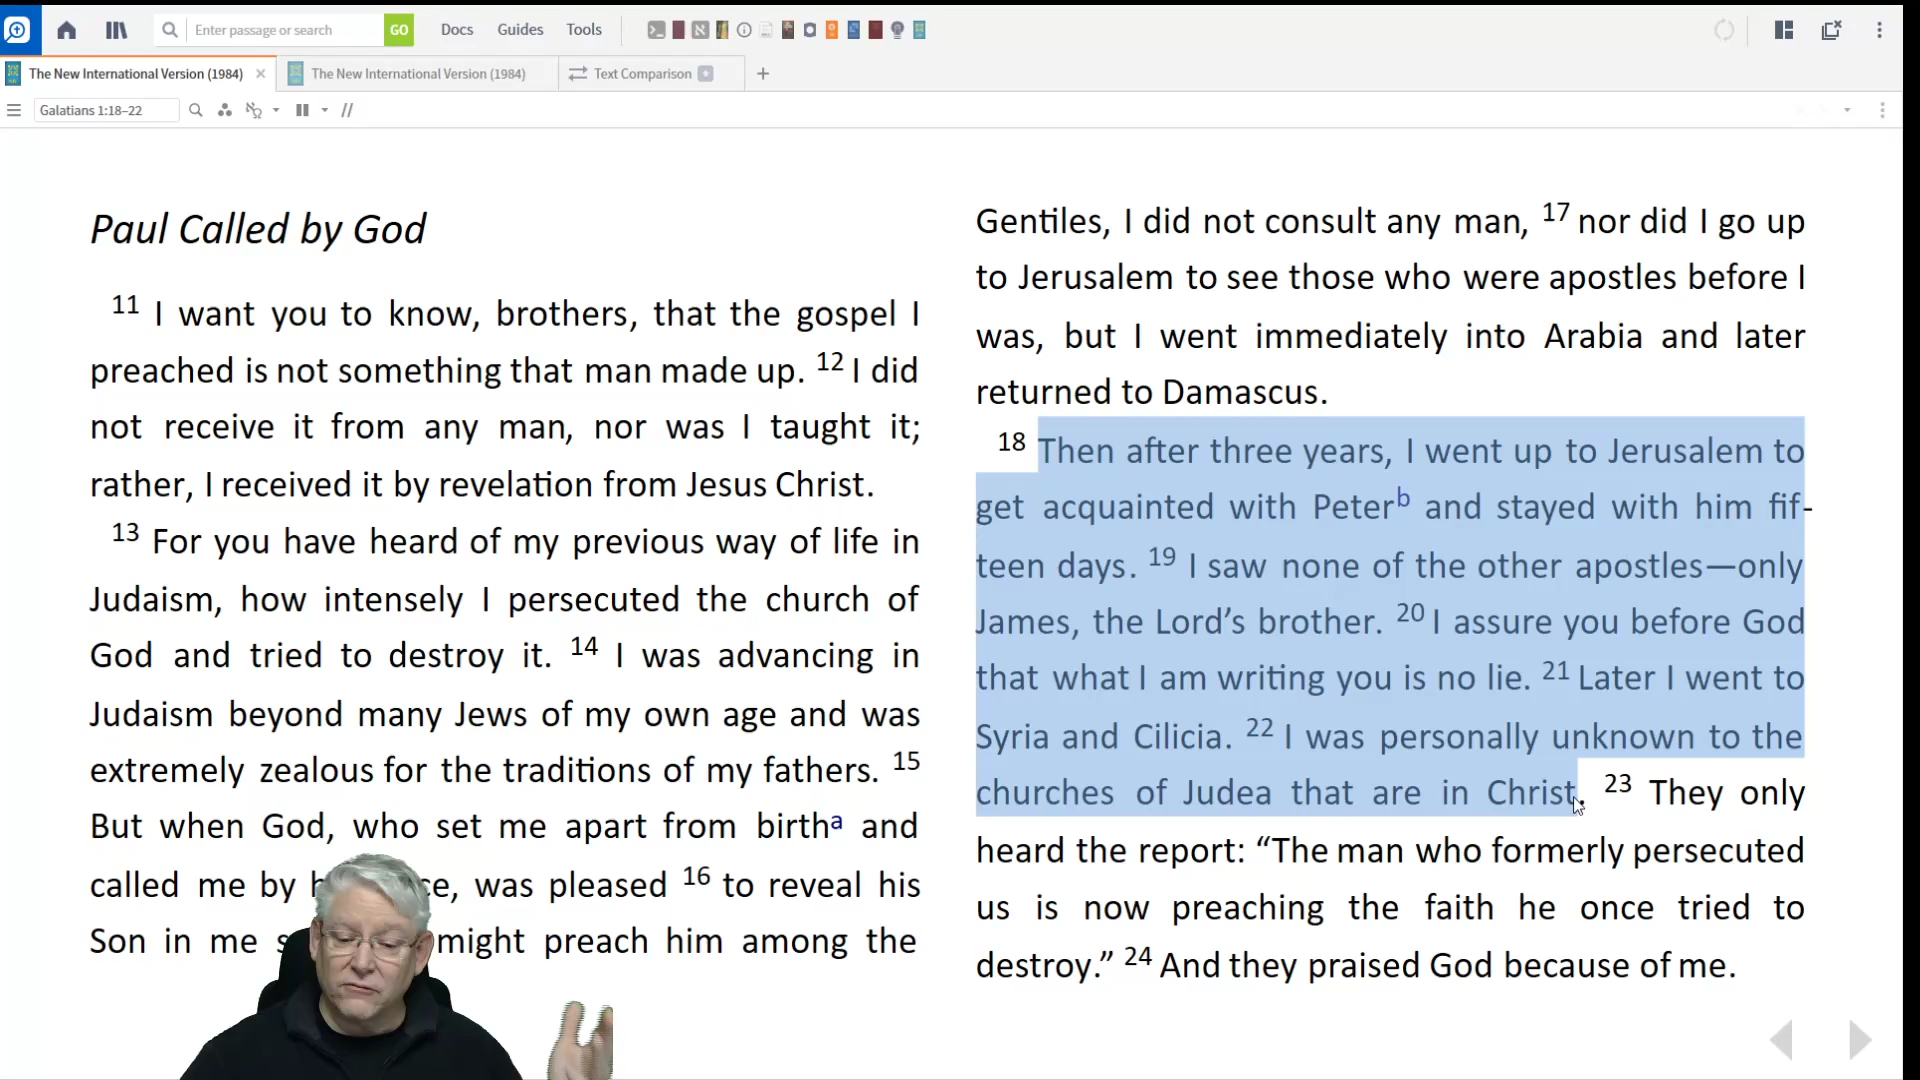 Enter passage or search
GO
Docs
Guides
Tools
The New International Version (1984)
The New International Version (1984)
Text Comparison
Galatians 1:18–22
Paul Called by God
11 I want you to know, brothers, that the gospel I
preached is not something that man made up. 12 I did
not receive it from any man, nor was I taught it;
rather, I received it by revelation from Jesus Christ.
13 For you have heard of my previous way of life in
Judaism, how intensely I persecuted the church of
God and tried to destroy it. 14 I was advancing in
Judaism beyond many Jews of my own age and was
extremely zealous for the traditions of my fathers. 15
But when God, who set me apart from birtha and
called me by ce, was pleased 16 to reveal his
Son in me might preach him among the
Gentiles, I did not consult any man, 17 nor did I go up
to Jerusalem to see those who were apostles before I
was, but I went immediately into Arabia and later
returned to Damascus.
18 Then after three years, I went up to Jerusalem to
get acquainted with Peterb and stayed with him fif-
teen days. 19 I saw none of the other apostles—only
James, the Lord’s brother. 20 I assure you before God
that what I am writing you is no lie. 21 Later I went to
Syria and Cilicia. 22 I was personally unknown to the
churches of Judea that are in Christ. 23 They only
heard the report: “The man who formerly persecuted
us is now preaching the faith he once tried to
destroy.” 24 And they praised God because of me.